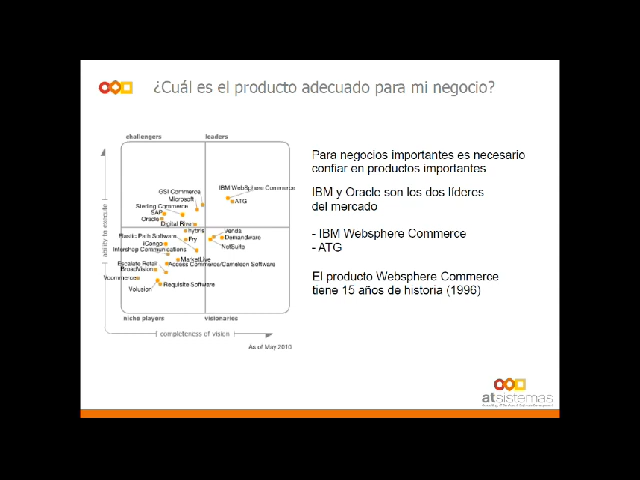 ¿Cuál es el producto adecuado para mi negocio?
challengers
leaders
IBM WebSphere Commerce
ATG
GSI Commerce
Microsoft
Sterling Commerce
SAP
Oracle
Digital River
Hybris
Fry
Elastic Path Software
iCongo
Intershop Communications
Venda
Demandware
NetSuite
MarketLive
Escalate Retail
Access Commerce/Cameleon Software
BroadVision
Vcommerce
Volusion
Requisite Software
ability to execute
niche players
visionaries
completeness of vision
As of May 2010
Para negocios importantes es necesario
confiar en productos importantes
IBM y Oracle son los dos líderes
del mercado
- IBM Websphere Commerce
- ATG
El producto Websphere Commerce
tiene 15 años de historia (1996)
atsistemas